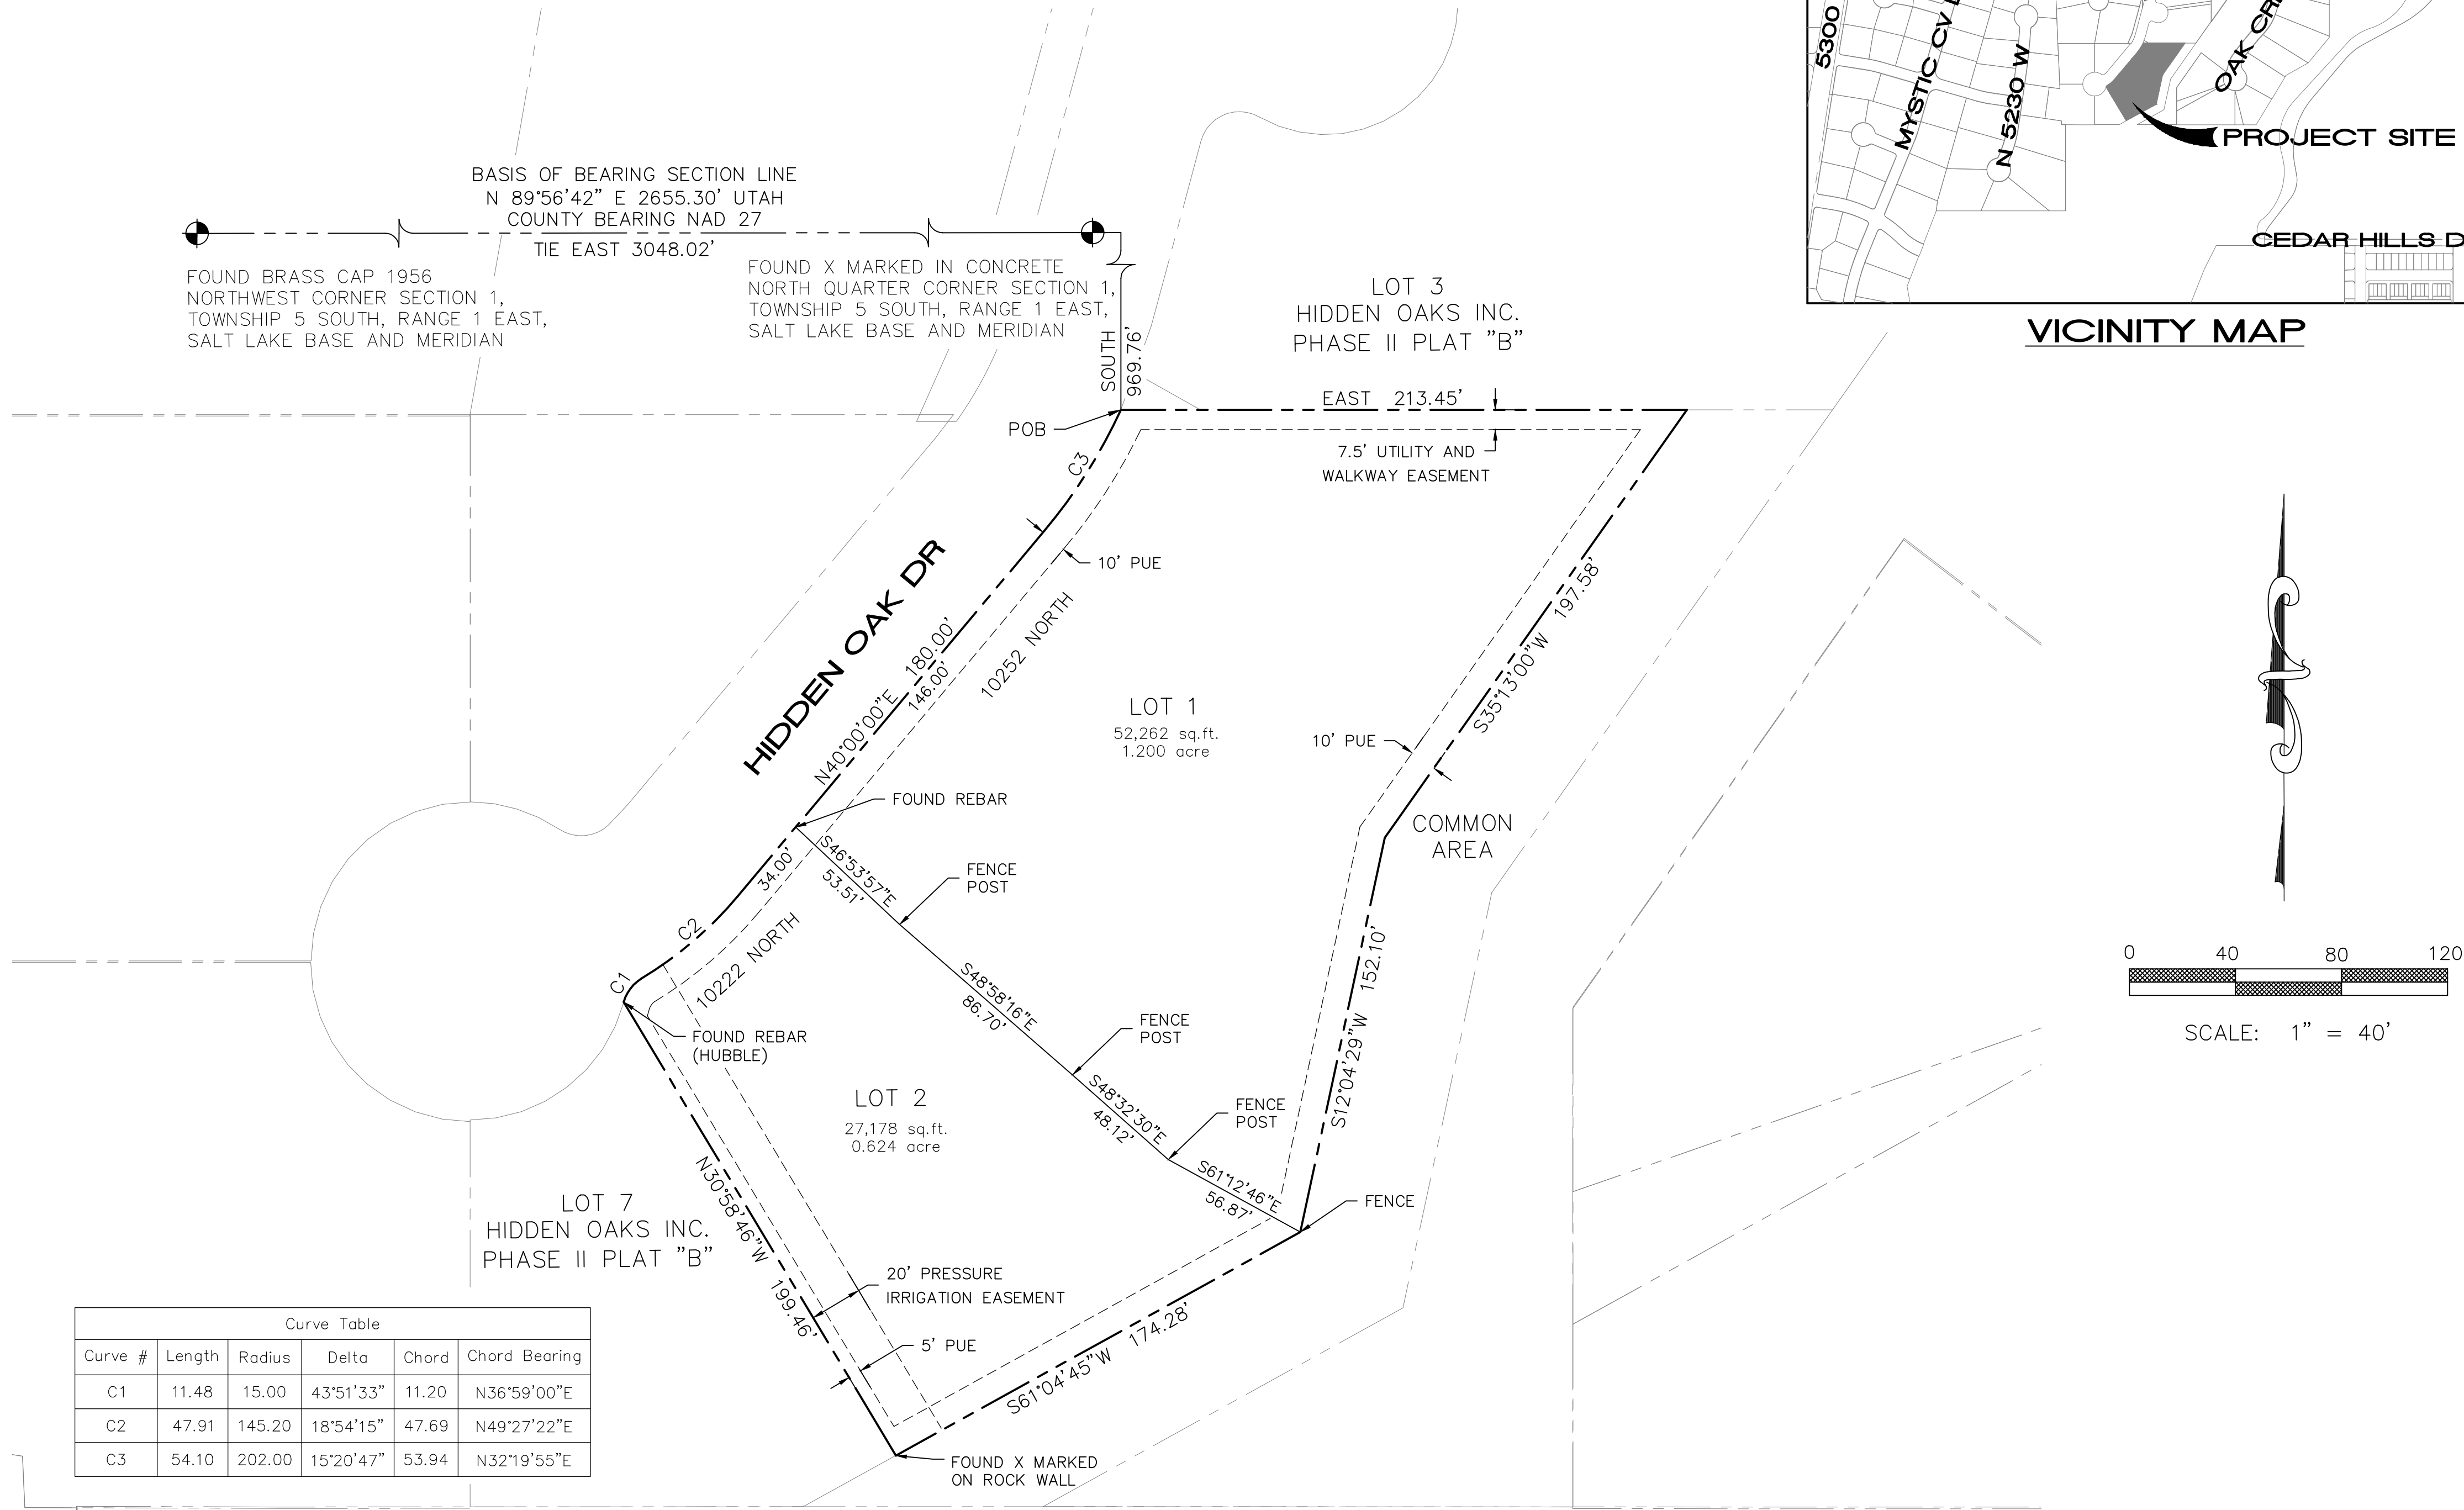 BASIS OF BEARING SECTION LINE
N 89°56'42" E 2655.30' UTAH
COUNTY BEARING NAD 27
TIE EAST 3048.02'
FOUND BRASS CAP 1956
NORTHWEST CORNER SECTION 1,
TOWNSHIP 5 SOUTH, RANGE 1 EAST,
SALT LAKE BASE AND MERIDIAN
FOUND X MARKED IN CONCRETE
NORTH QUARTER CORNER SECTION 1,
TOWNSHIP 5 SOUTH, RANGE 1 EAST,
SALT LAKE BASE AND MERIDIAN
SOUTH
969.76'
LOT 3
HIDDEN OAKS INC.
PHASE II PLAT "B"
5300
MYSTIC CV
N 5230 W
OAK
PROJECT SITE
CEDAR HILLS
VICINITY MAP
POB
EAST 213.45'
7.5' UTILITY AND
WALKWAY EASEMENT
C3
10' PUE
HIDDEN OAK DR
N40°00'00"E 180.00'
146.00'
10252 NORTH
S35°13'00"W 197.58'
LOT 1
52,262 sq.ft.
1.200 acre
10' PUE
COMMON
AREA
FOUND REBAR
34.00'
S46°53'57"E
53.51'
FENCE
POST
C2
C1
10222 NORTH
S48°58'16"E
86.70'
FENCE
POST
S12°04'29"W 152.10'
FOUND REBAR
(HUBBLE)
LOT 2
27,178 sq.ft.
0.624 acre
S48°32'30"E
48.12'
FENCE
POST
S61°12'46"E
56.87'
FENCE
0 40 80 120
SCALE: 1" = 40'
LOT 7
HIDDEN OAKS INC.
PHASE II PLAT "B"
N30°58'46"W 199.46'
20' PRESSURE
IRRIGATION EASEMENT
5' PUE
S61°04'45"W 174.28'
FOUND X MARKED
ON ROCK WALL
Curve Table
Curve # Length Radius Delta Chord Chord Bearing
C1 11.48 15.00 43°51'33" 11.20 N36°59'00"E
C2 47.91 145.20 18°54'15" 47.69 N49°27'22"E
C3 54.10 202.00 15°20'47" 53.94 N32°19'55"E